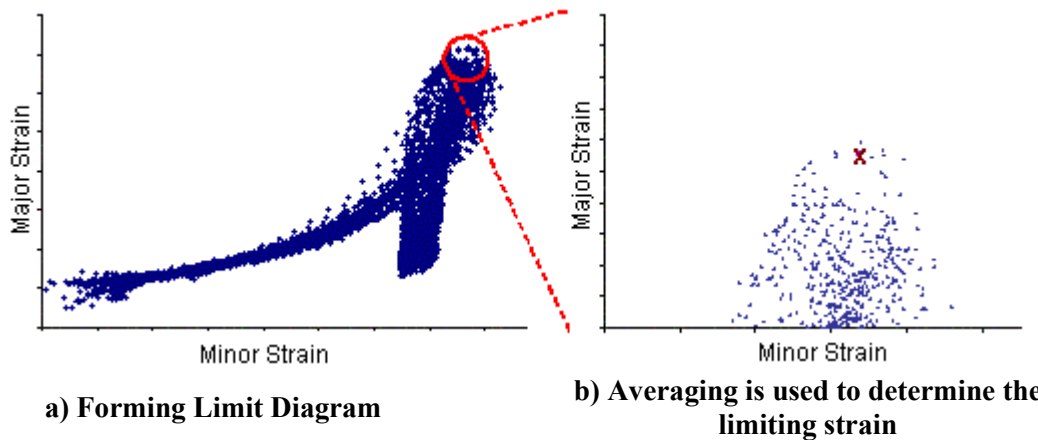 Major Strain
Minor Strain
a) Forming Limit Diagram
Major Strain
X
Minor Strain
b) Averaging is used to determine the
limiting strain